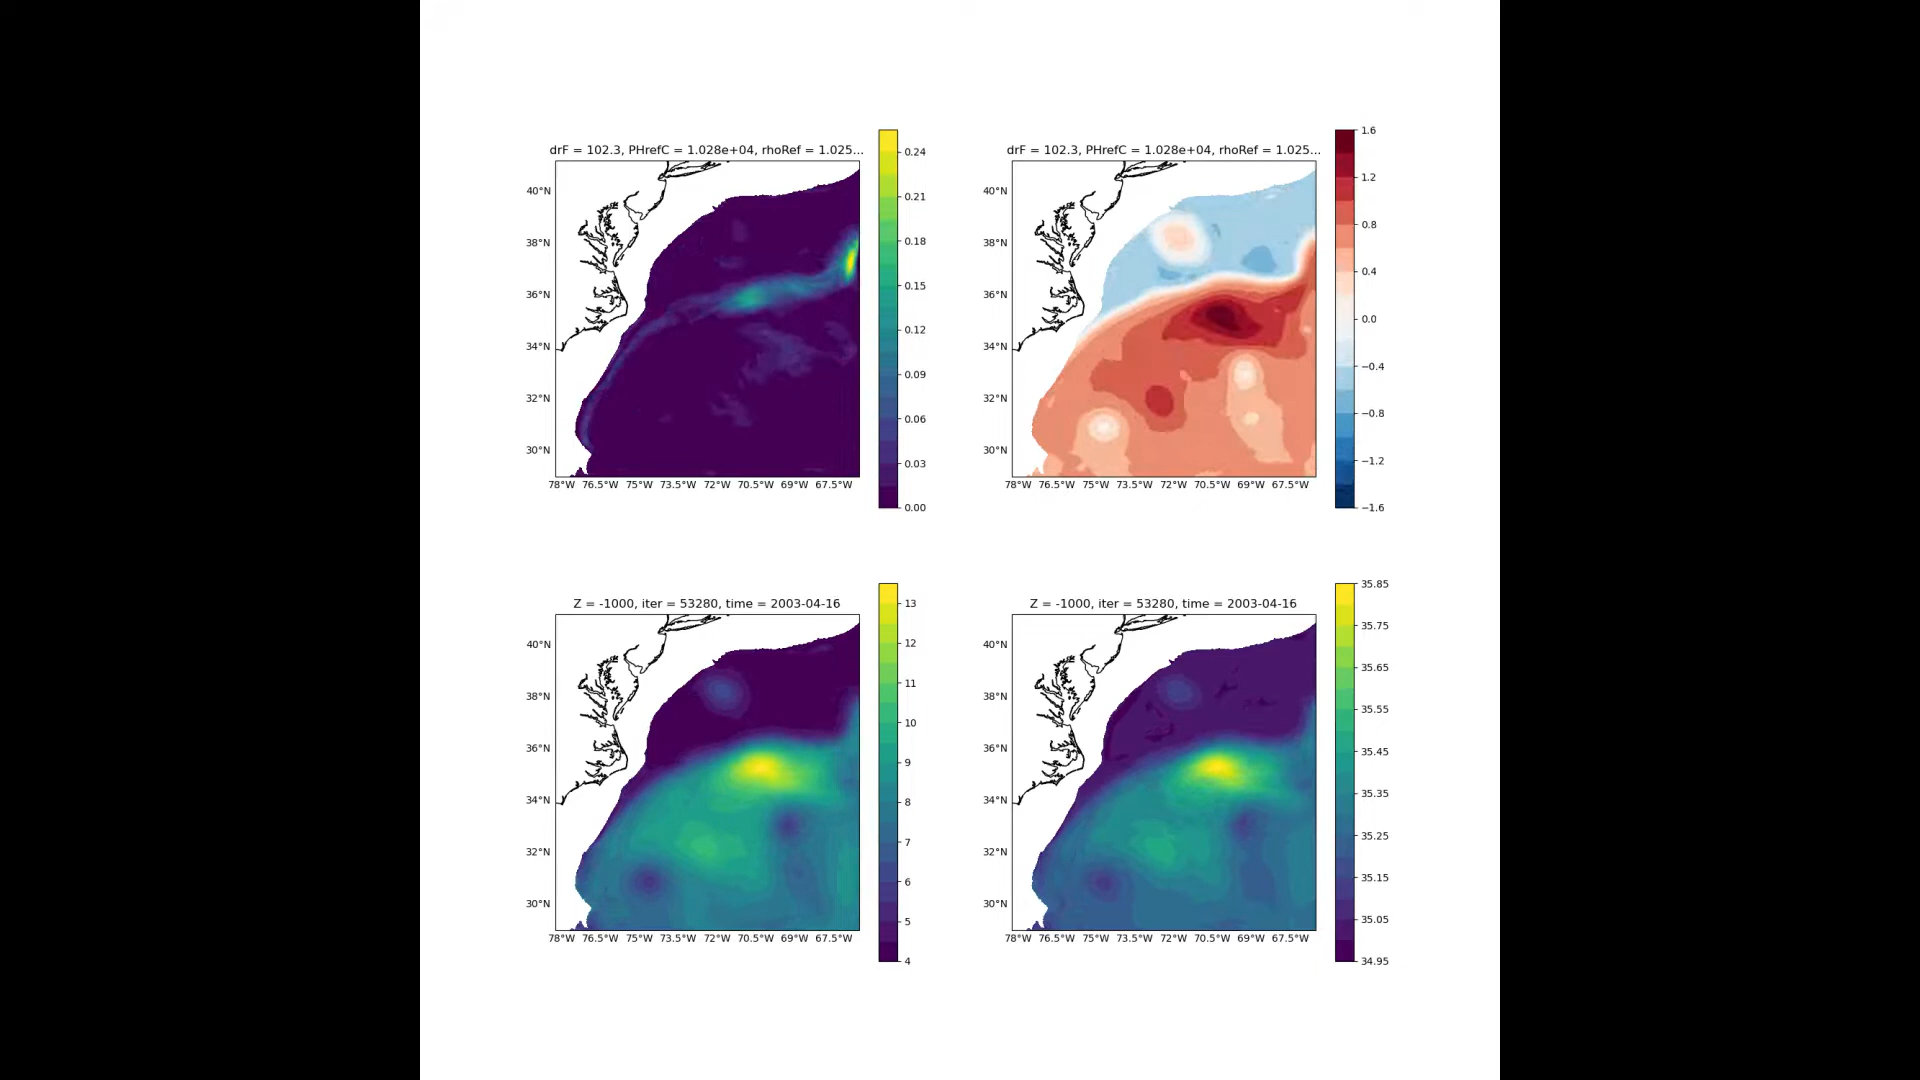 drF = 102.3, PHrefC = 1.028e+04, rhoRef = 1.025...
40°N
38°N
36°N
34°N
32°N
30°N
78°W 76.5°W 75°W 73.5°W 72°W 70.5°W 69°W 67.5°W
0.24
0.21
0.18
0.15
0.12
0.09
0.06
0.03
0.00
drF = 102.3, PHrefC = 1.028e+04, rhoRef = 1.025...
40°N
38°N
36°N
34°N
32°N
30°N
78°W 76.5°W 75°W 73.5°W 72°W 70.5°W 69°W 67.5°W
1.6
1.2
0.8
0.4
0.0
−0.4
−0.8
−1.2
−1.6
Z = -1000, iter = 53280, time = 2003-04-16
40°N
38°N
36°N
34°N
32°N
30°N
78°W 76.5°W 75°W 73.5°W 72°W 70.5°W 69°W 67.5°W
13
12
11
10
9
8
7
6
5
4
Z = -1000, iter = 53280, time = 2003-04-16
40°N
38°N
36°N
34°N
32°N
30°N
78°W 76.5°W 75°W 73.5°W 72°W 70.5°W 69°W 67.5°W
35.85
35.75
35.65
35.55
35.45
35.35
35.25
35.15
35.05
34.95